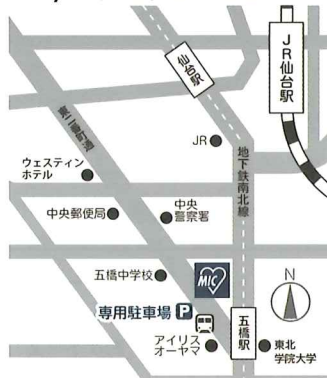 仙台駅
JR仙台駅
東二番町通
JR
地下鉄南北線
ウェスティン
ホテル
中央郵便局
中央
警察署
五橋中学校
MIC
N
専用駐車場 P
アイリス
オーヤマ
五橋駅
東北
学院大学